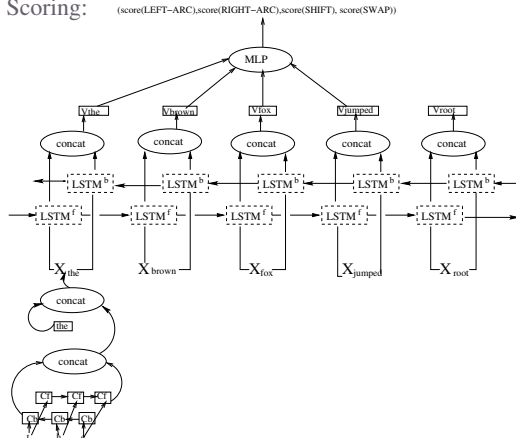 Scoring:
(score(LEFT−ARC),score(RIGHT−ARC),score(SHIFT), score(SWAP))
MLP
Vthe Vbrown Vfox Vjumped Vroot
concat concat concat concat concat
LSTM b LSTM b LSTM b LSTM b LSTM b
LSTM f LSTM f LSTM f LSTM f LSTM f
X the X brown X fox X jumped X root
concat
the
concat
Cf Cf Cf
Cb Cb Cb